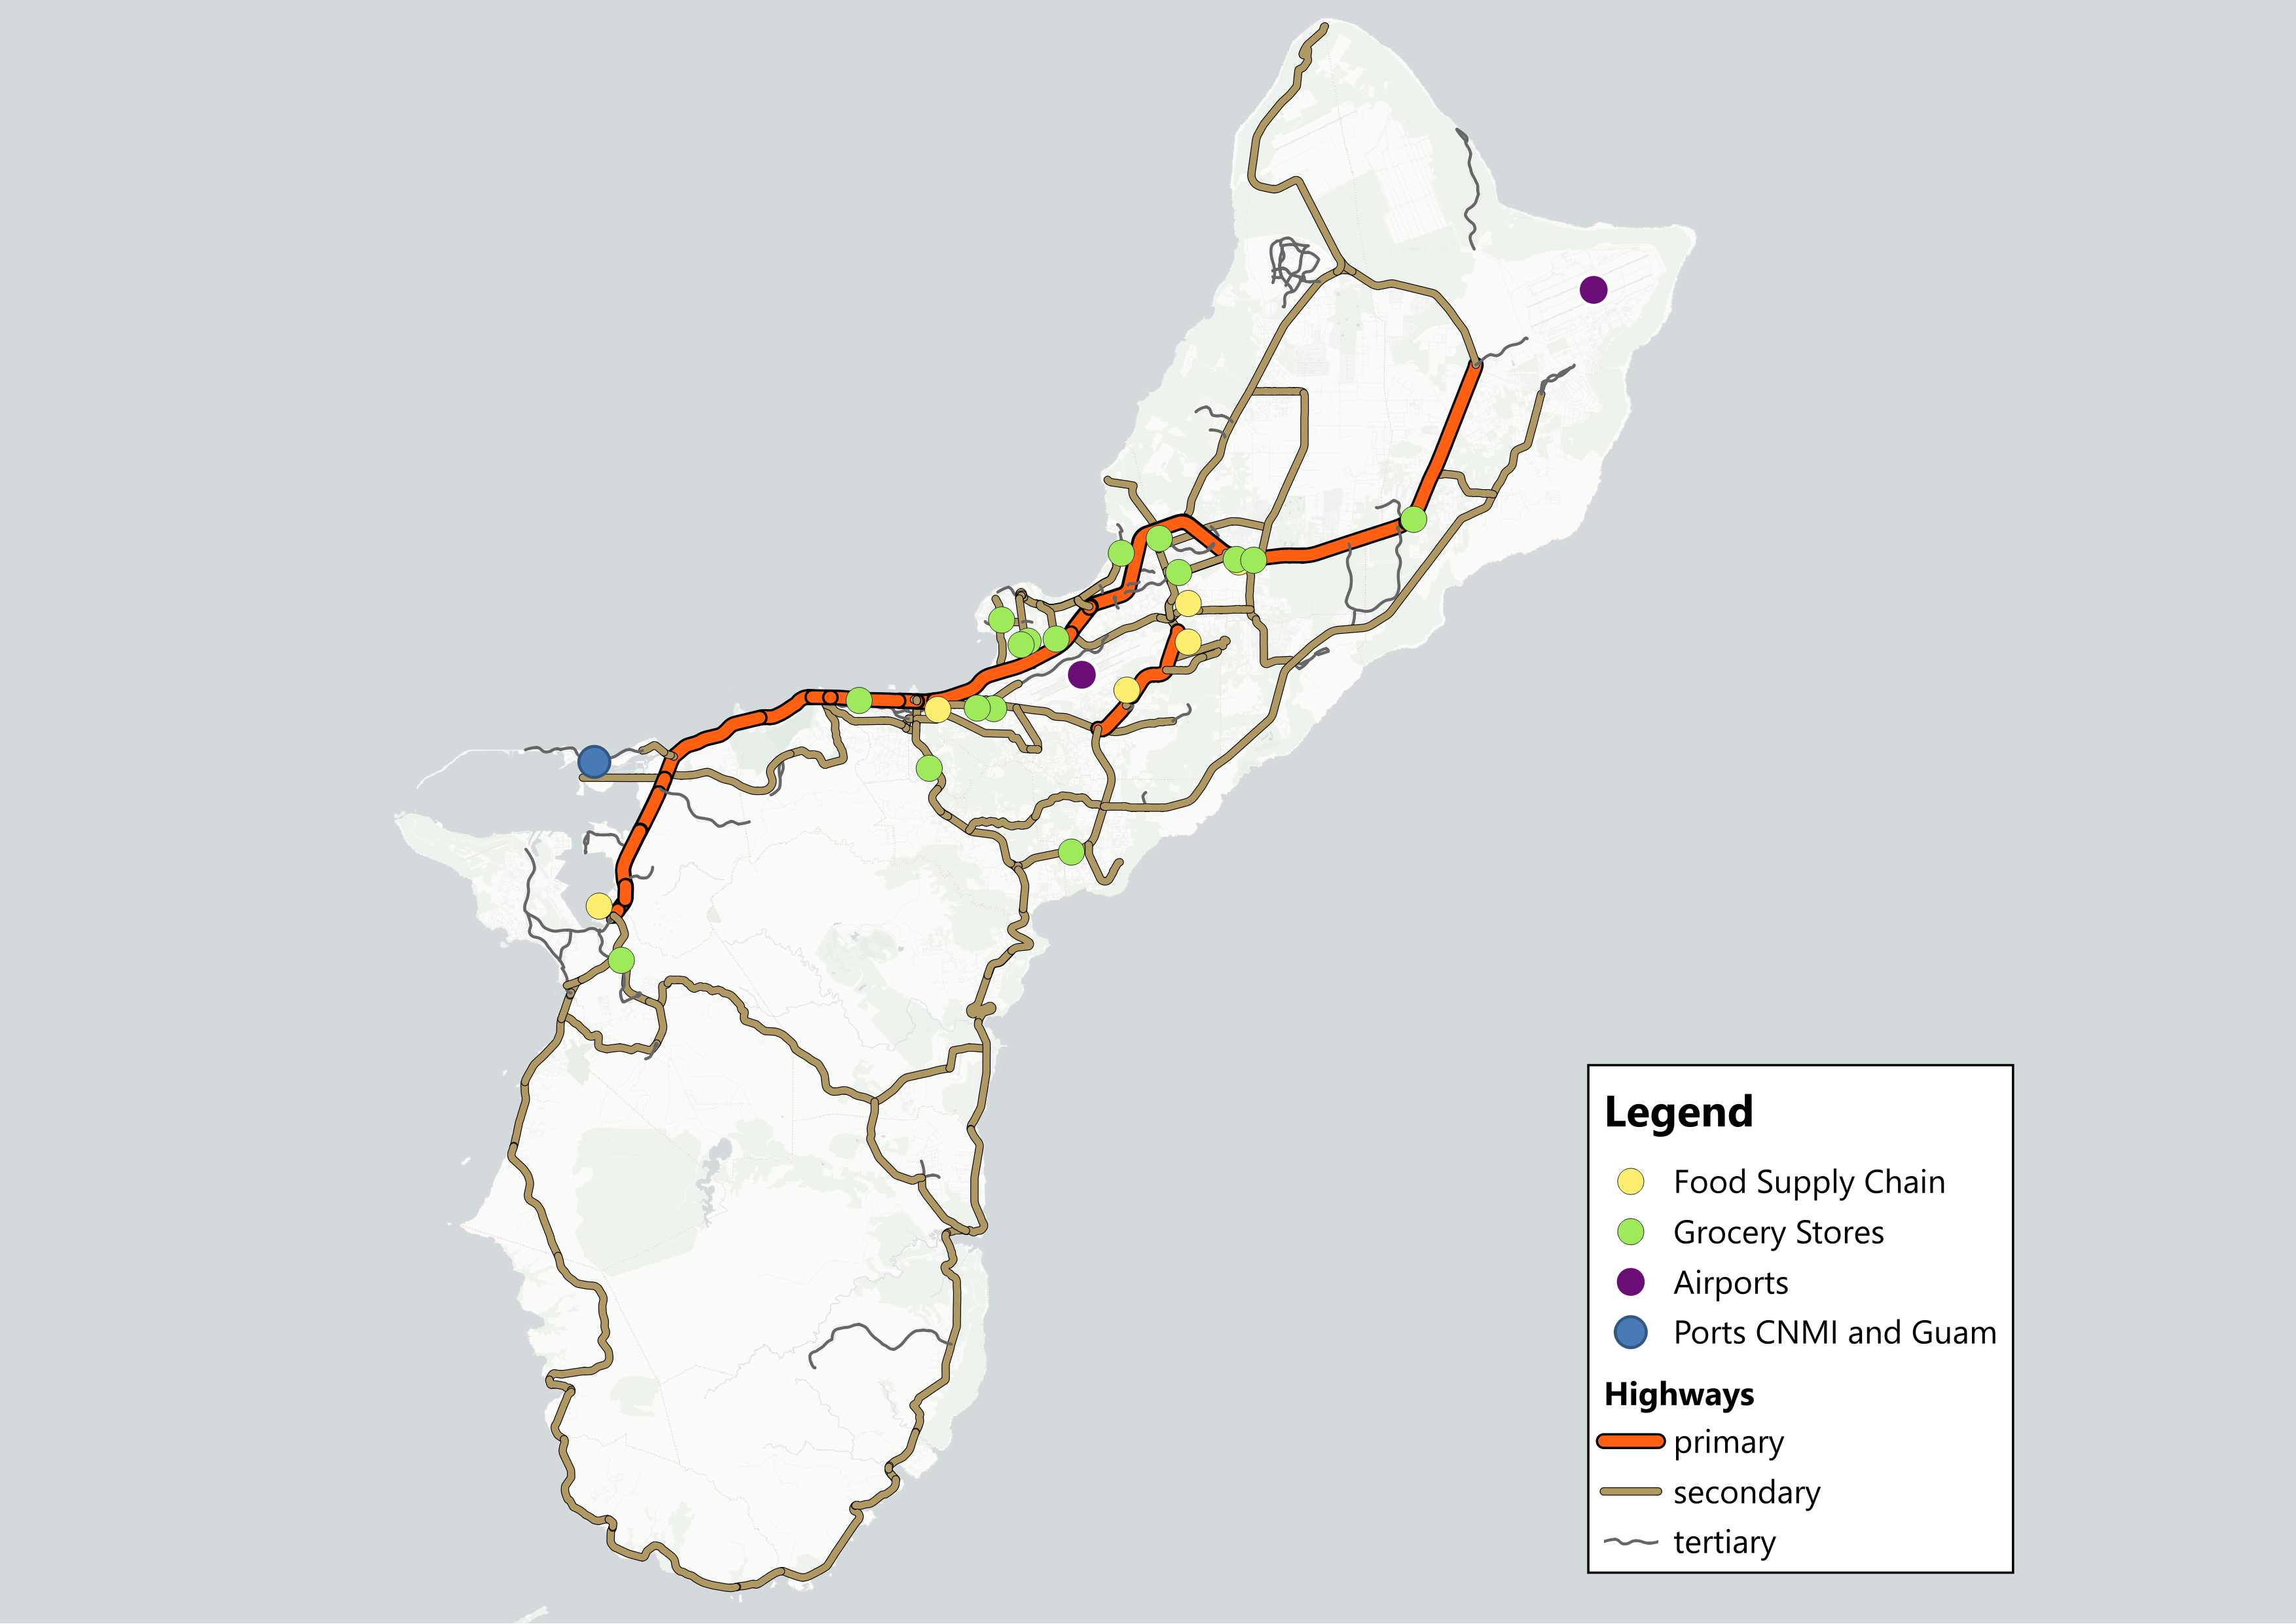 Legend
Food Supply Chain
Grocery Stores
Airports
Ports CNMI and Guam
Highways
primary
secondary
tertiary